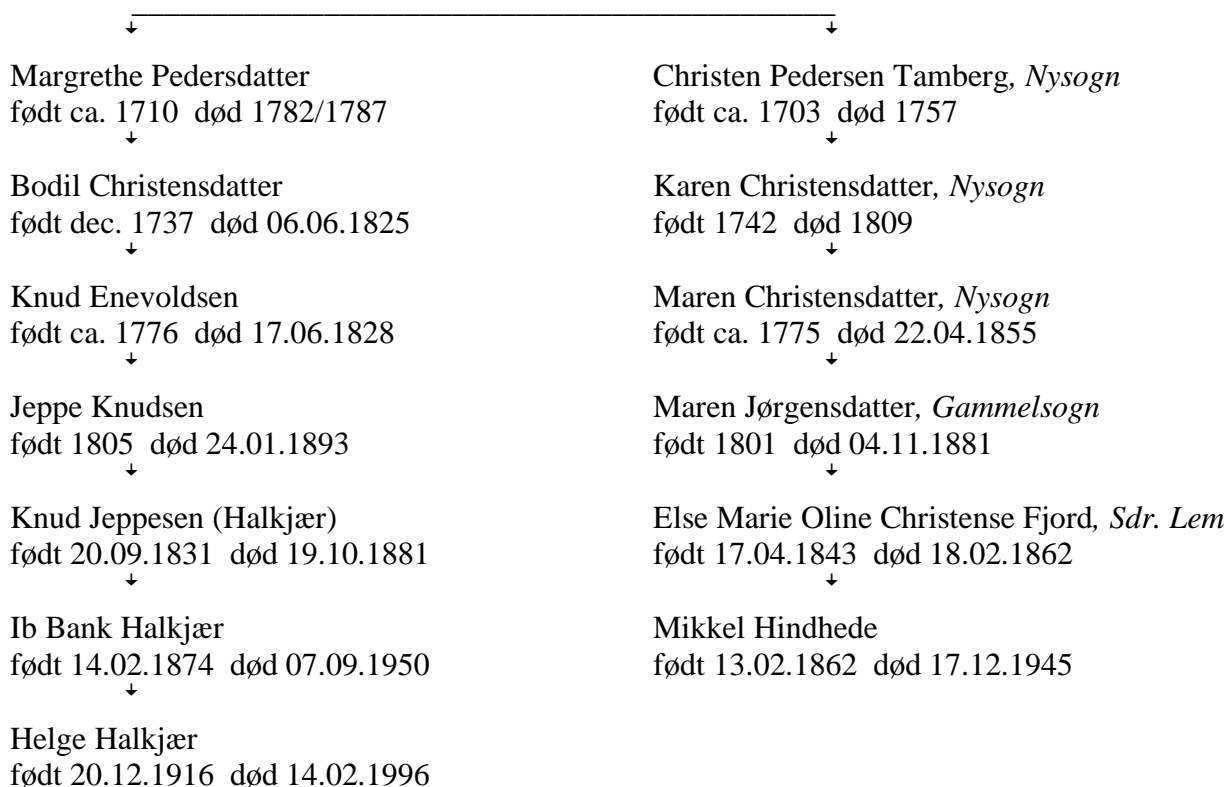 Margrethe Pedersdatter
født ca. 1710 død 1782/1787
Bodil Christensdatter
født dec. 1737 død 06.06.1825
Knud Enevoldsen
født ca. 1776 død 17.06.1828
Jeppe Knudsen
født 1805 død 24.01.1893
Knud Jeppesen (Halkjær)
født 20.09.1831 død 19.10.1881
Ib Bank Halkjær
født 14.02.1874 død 07.09.1950
Helge Halkjær
født 20.12.1916 død 14.02.1996
Christen Pedersen Tamberg, Nysogn
født ca. 1703 død 1757
Karen Christensdatter, Nysogn
født 1742 død 1809
Maren Christensdatter, Nysogn
født ca. 1775 død 22.04.1855
Maren Jørgensdatter, Gammelsogn
født 1801 død 04.11.1881
Else Marie Oline Christense Fjord, Sdr. Lem
født 17.04.1843 død 18.02.1862
Mikkel Hindhede
født 13.02.1862 død 17.12.1945